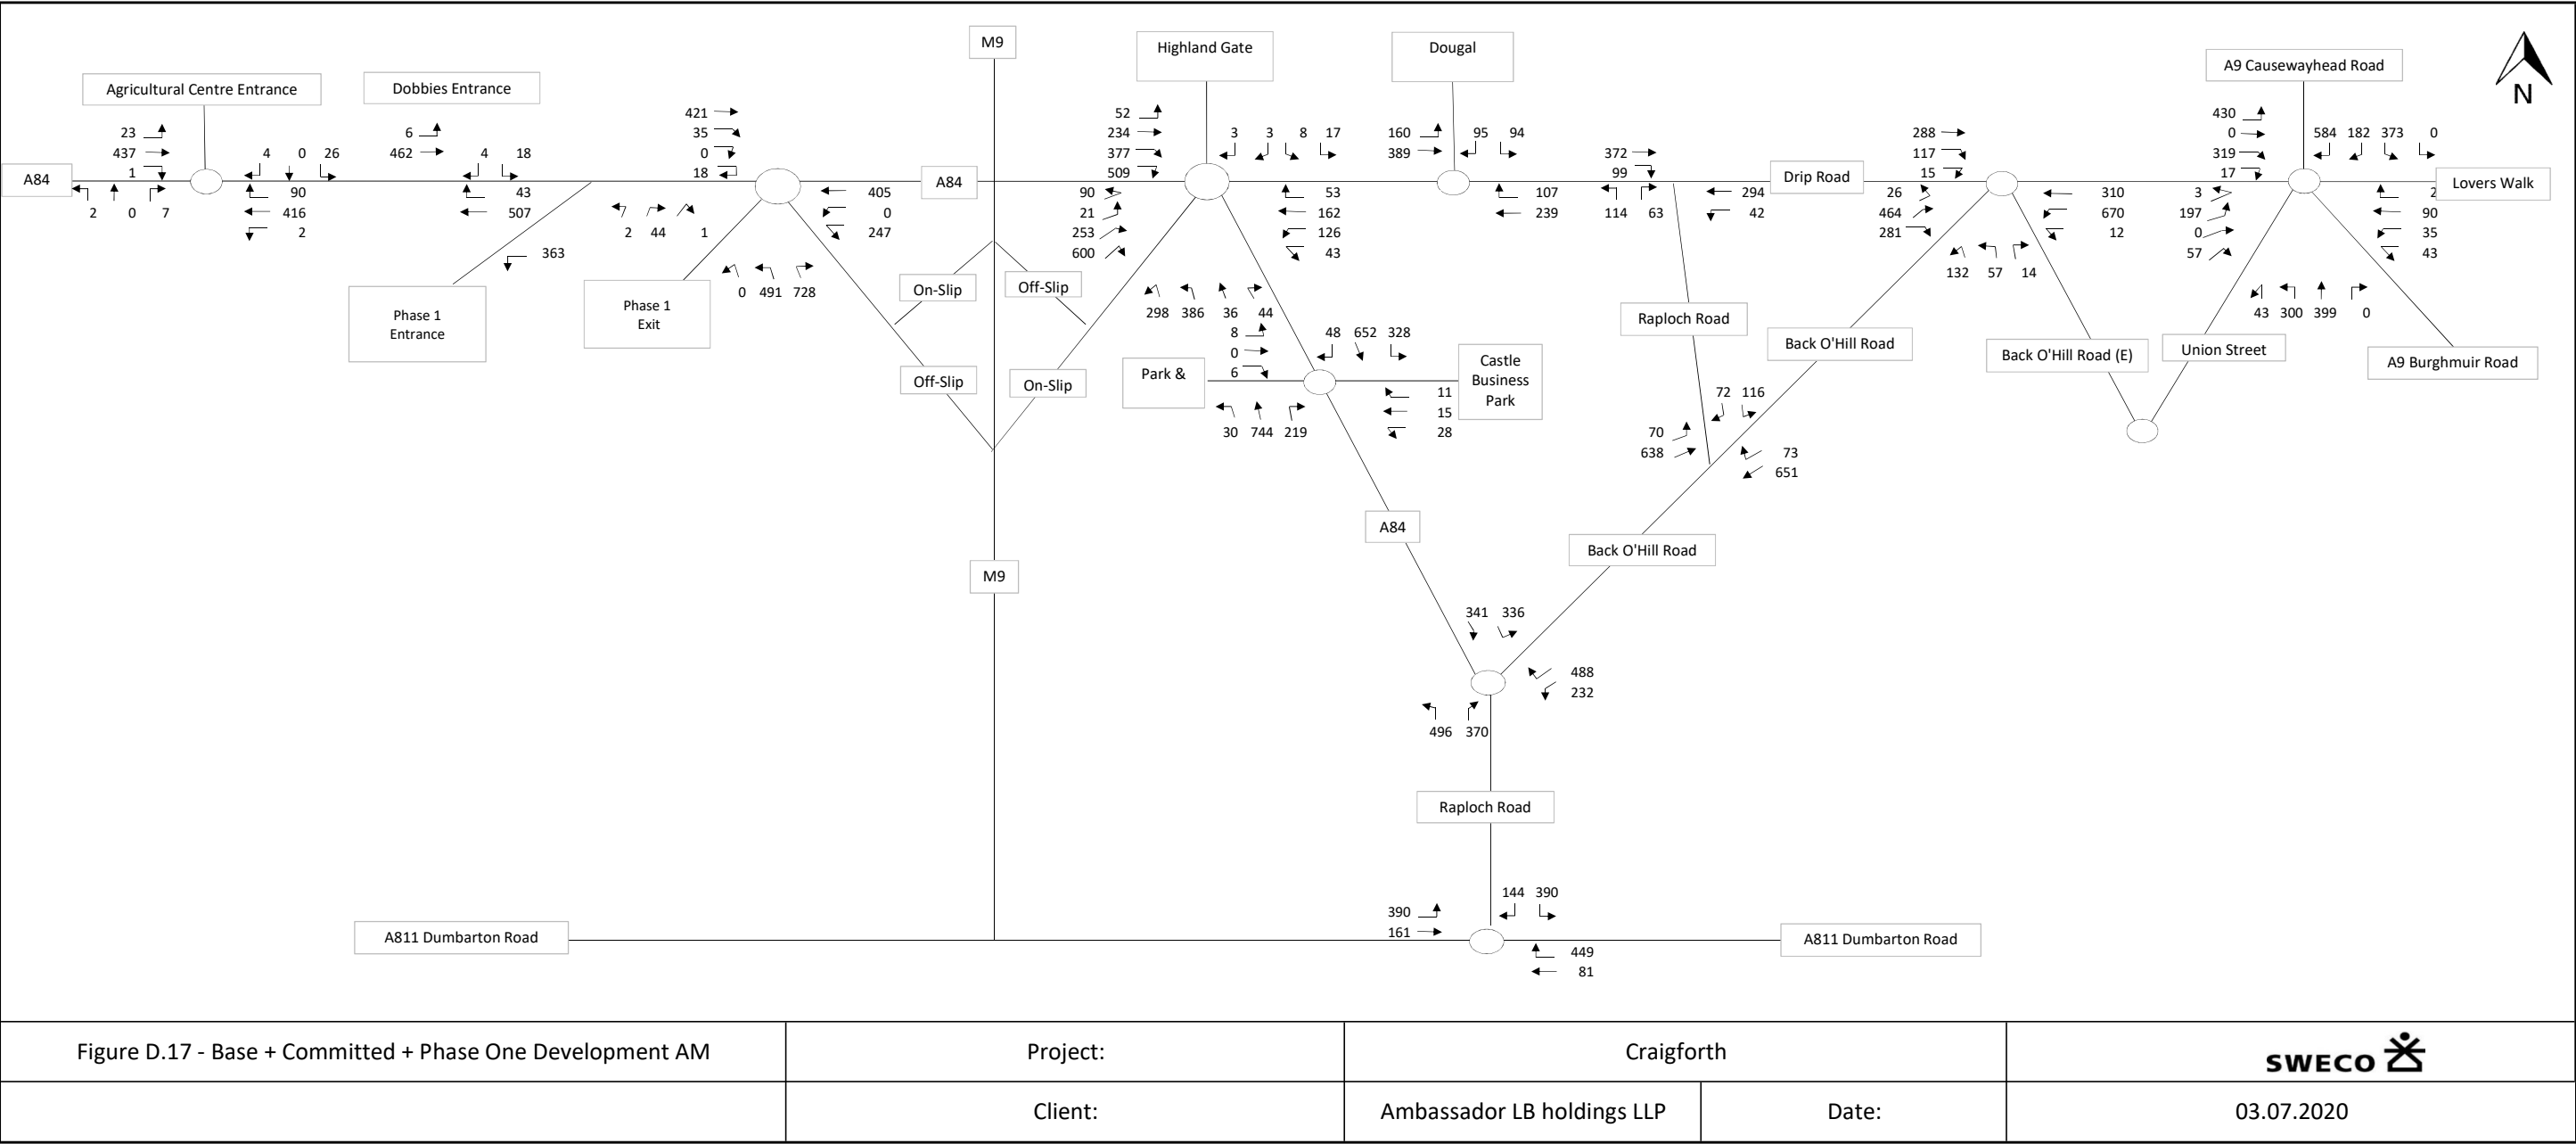 M9
Highland Gate
Dougal
A9 Causewayhead Road
N
Agricultural Centre Entrance
Dobbies Entrance
23
437
1
4 0 26
6
462
4 18
421
35
0
18
52
234
377
509
3 3 8 17
160
389
95 94
372
99
288
117
15
430
0
319
17
584 182 373 0
A84
2 0 7
90
416
2
43
507
2 44 1
405
0
247
A84
90
21
253
600
53
162
126
43
107
239
114 63
294
42
Drip Road
26
464
281
310
670
12
3
197
0
57
2
90
35
43
Lovers Walk
363
0 491 728
132 57 14
On-Slip
Off-Slip
Phase 1
Entrance
Phase 1
Exit
298 386 36 44
43 300 399 0
Raploch Road
Back O'Hill Road
Back O'Hill Road (E)
Union Street
A9 Burghmuir Road
8
0
6
48 652 328
Park &
Castle
Business
Park
Off-Slip
On-Slip
11
15
28
30 744 219
72 116
70
638
73
651
A84
Back O'Hill Road
M9
341 336
488
232
496 370
Raploch Road
144 390
390
161
A811 Dumbarton Road
A811 Dumbarton Road
449
81
Figure D.17 - Base + Committed + Phase One Development AM
Project:
Craigforth
SWECO
Client:
Ambassador LB holdings LLP
Date:
03.07.2020